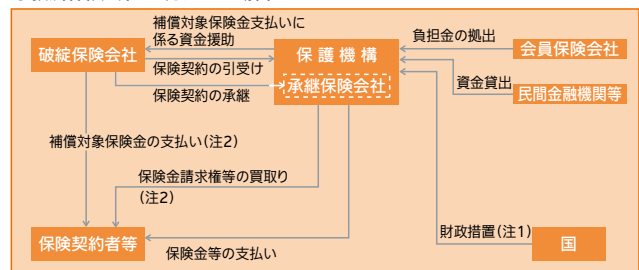 補償対象保険金支払いに
係る資金援助
負担金の拠出
破綻保険会社
保護機構
会員保険会社
保険契約の引受け
資金貸出
承継保険会社
民間金融機関等
保険契約の承継
補償対象保険金の支払い(注2)
保険金請求権等の買取り
(注2)
財政措置(注1)
保険契約者等
国
保険金等の支払い